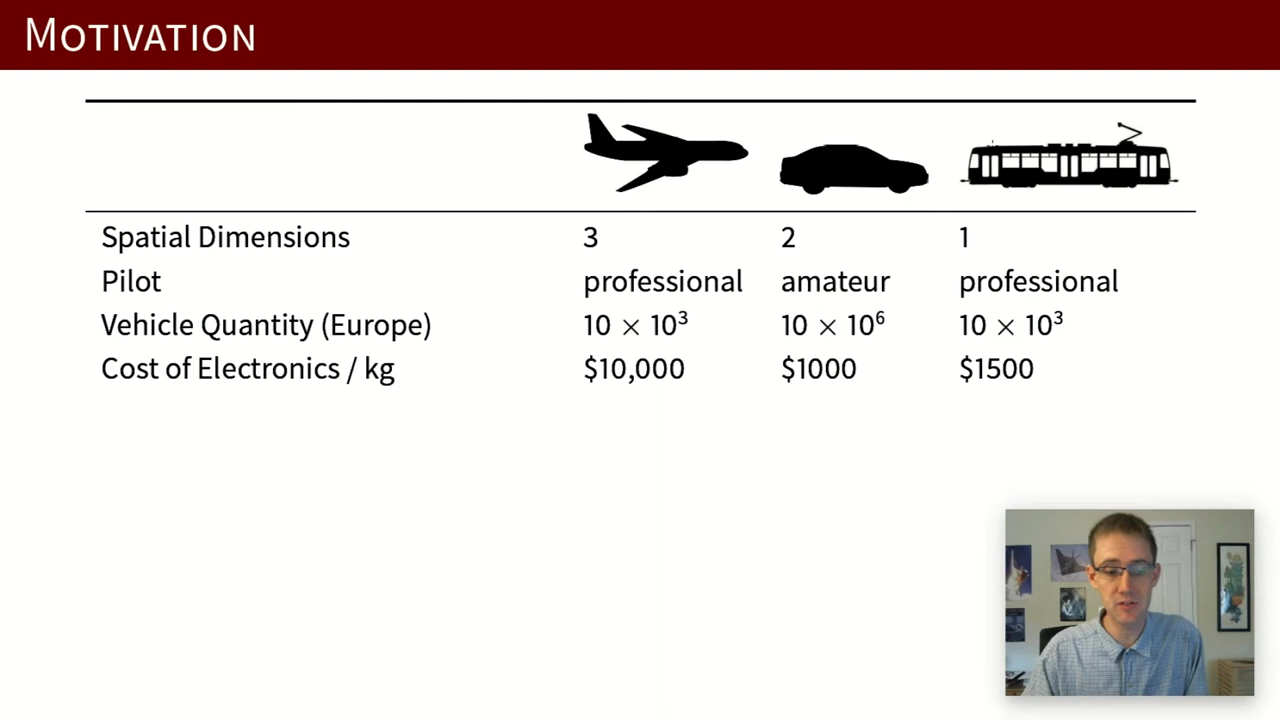 MOTIVATION
Spatial Dimensions 3 2 1
Pilot professional amateur professional
Vehicle Quantity (Europe) 10 × 10³ 10 × 10⁶ 10 × 10³
Cost of Electronics / kg $10,000 $1000 $1500